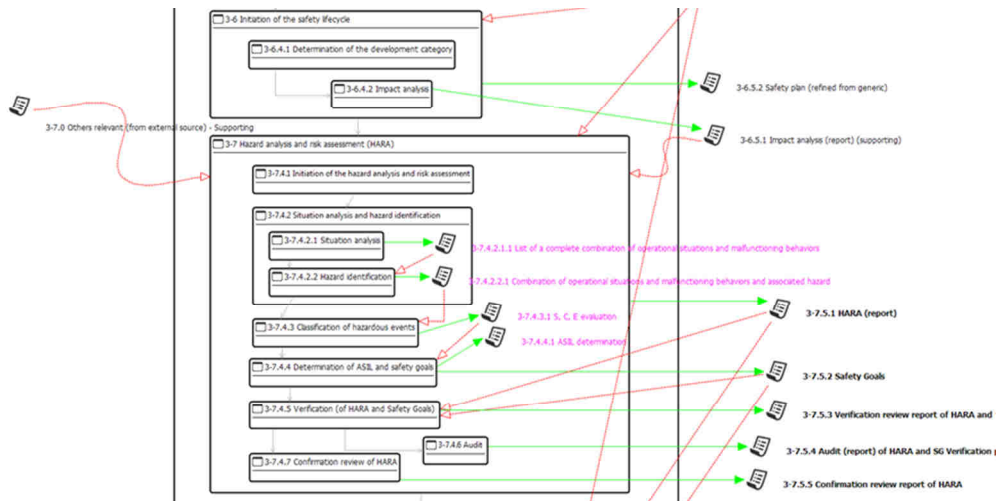 3-6 Initiation of the safety lifecycle
3-6.4.1 Determination of the development category
3-6.4.2 Impact analysis
3-6.5.2 Safety plan (refined from generic)
3-7.0 Others relevant (from external source) - Supporting
3-6.5.1 Impact analysis (report) (supporting)
3-7 Hazard analysis and risk assessment (HARA)
3-7.4.1 Initiation of the hazard analysis and risk assessment
3-7.4.2 Situation analysis and hazard identification
3-7.4.2.1 Situation analysis
3-7.4.2.1.1 List of a complete combination of operational situations and malfunctioning behaviors
3-7.4.2.2 Hazard identification
3-7.4.2.2.1 Combination of operational situations and malfunctioning behaviors and associated hazard
3-7.4.3.1 S, C, E evaluation
3-7.5.1 HARA (report)
3-7.4.3 Classification of hazardous events
3-7.4.4.1 ASIL determination
3-7.4.4 Determination of ASIL and safety goals
3-7.5.2 Safety Goals
3-7.4.5 Verification (of HARA and Safety Goals)
3-7.5.3 Verification review report of HARA and
3-7.4.6 Audit
3-7.5.4 Audit (report) of HARA and SG Verification
3-7.4.7 Confirmation review of HARA
3-7.5.5 Confirmation review report of HARA